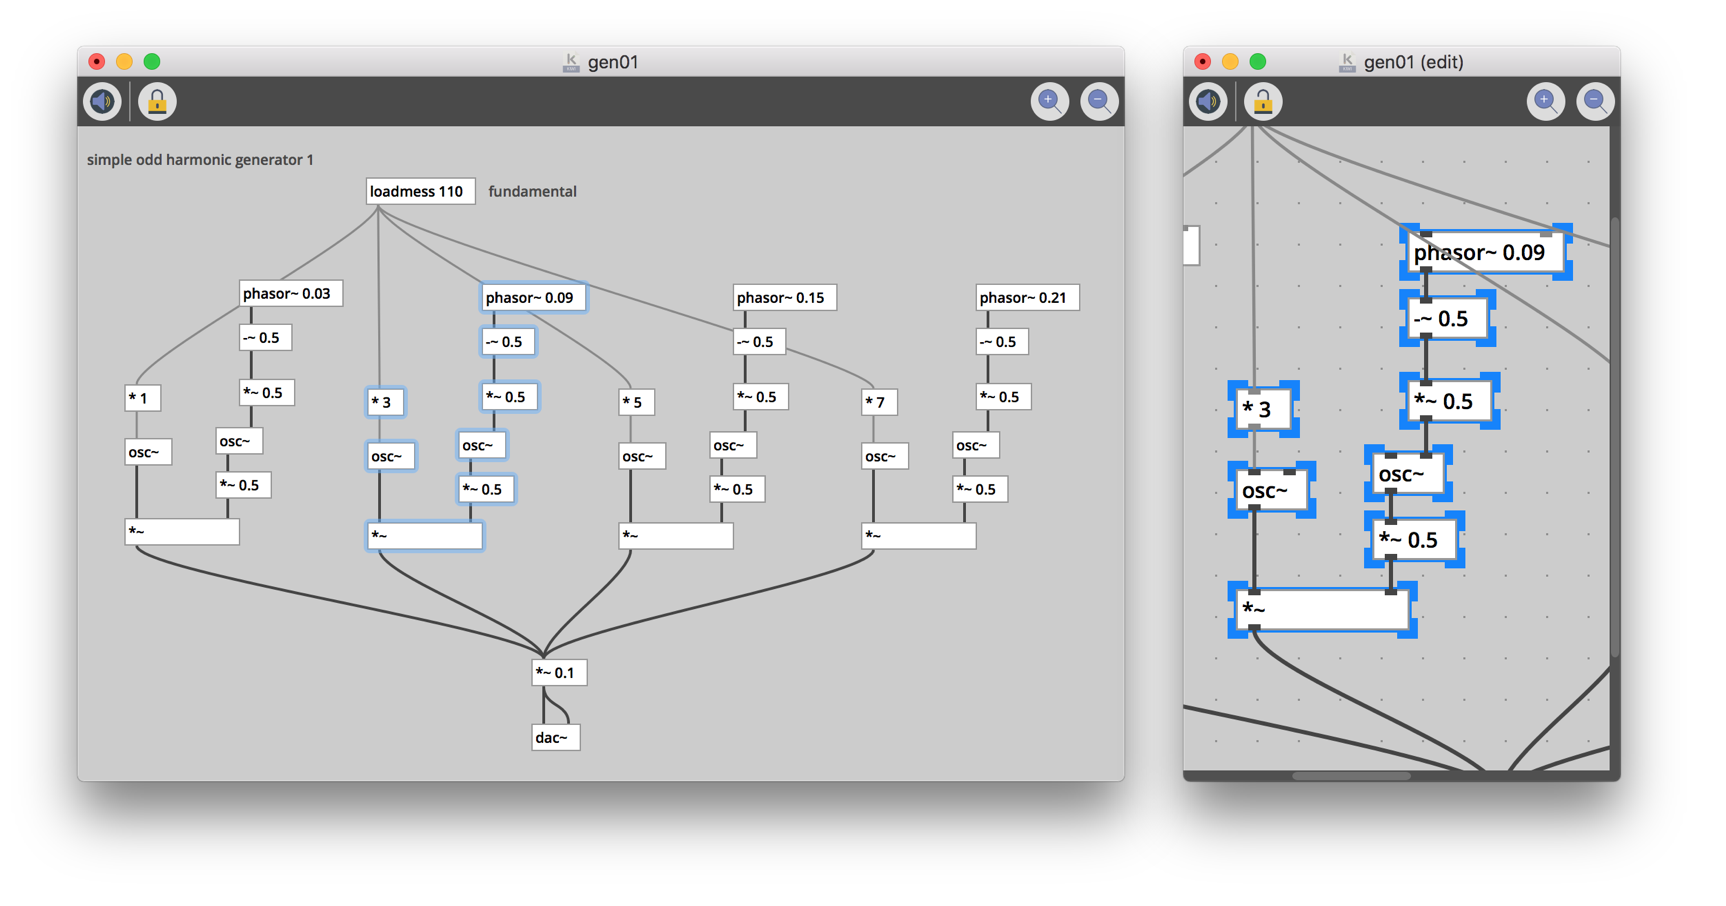 gen01
simple odd harmonic generator 1
loadmess 110 fundamental
phasor~ 0.03 phasor~ 0.09 phasor~ 0.15 phasor~ 0.21
-~ 0.5 -~ 0.5 -~ 0.5 -~ 0.5
* 1 *~ 0.5 * 3 *~ 0.5 * 5 *~ 0.5 * 7 *~ 0.5
osc~ osc~ osc~ osc~ osc~ osc~ osc~ osc~
*~ 0.5 *~ 0.5 *~ 0.5 *~ 0.5
*~ *~ *~ *~
*~ 0.1
dac~
gen01 (edit)
phasor~ 0.09
-~ 0.5
* 3 *~ 0.5
osc~ osc~
*~ 0.5
*~